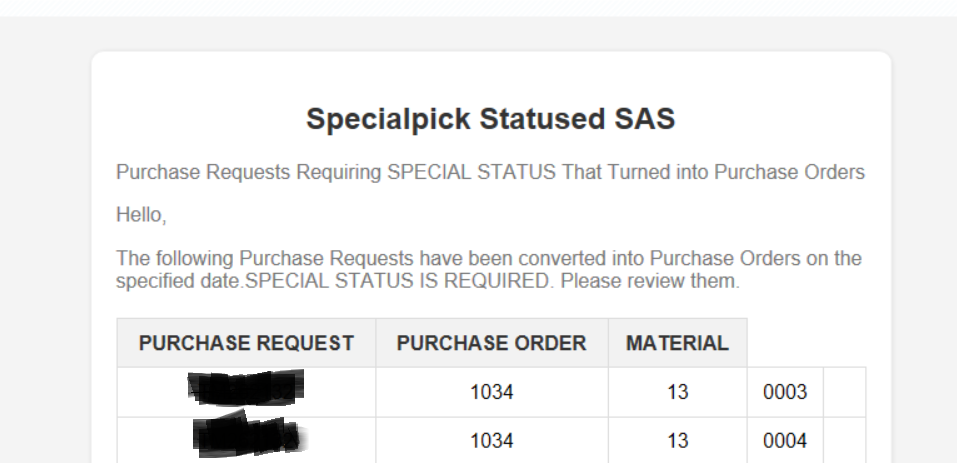 Specialpick Statused SAS
Purchase Requests Requiring SPECIAL STATUS That Turned into Purchase Orders
Hello,
The following Purchase Requests have been converted into Purchase Orders on the
specified date.SPECIAL STATUS IS REQUIRED. Please review them.
PURCHASE REQUEST PURCHASE ORDER MATERIAL
1034 13 0003
1034 13 0004